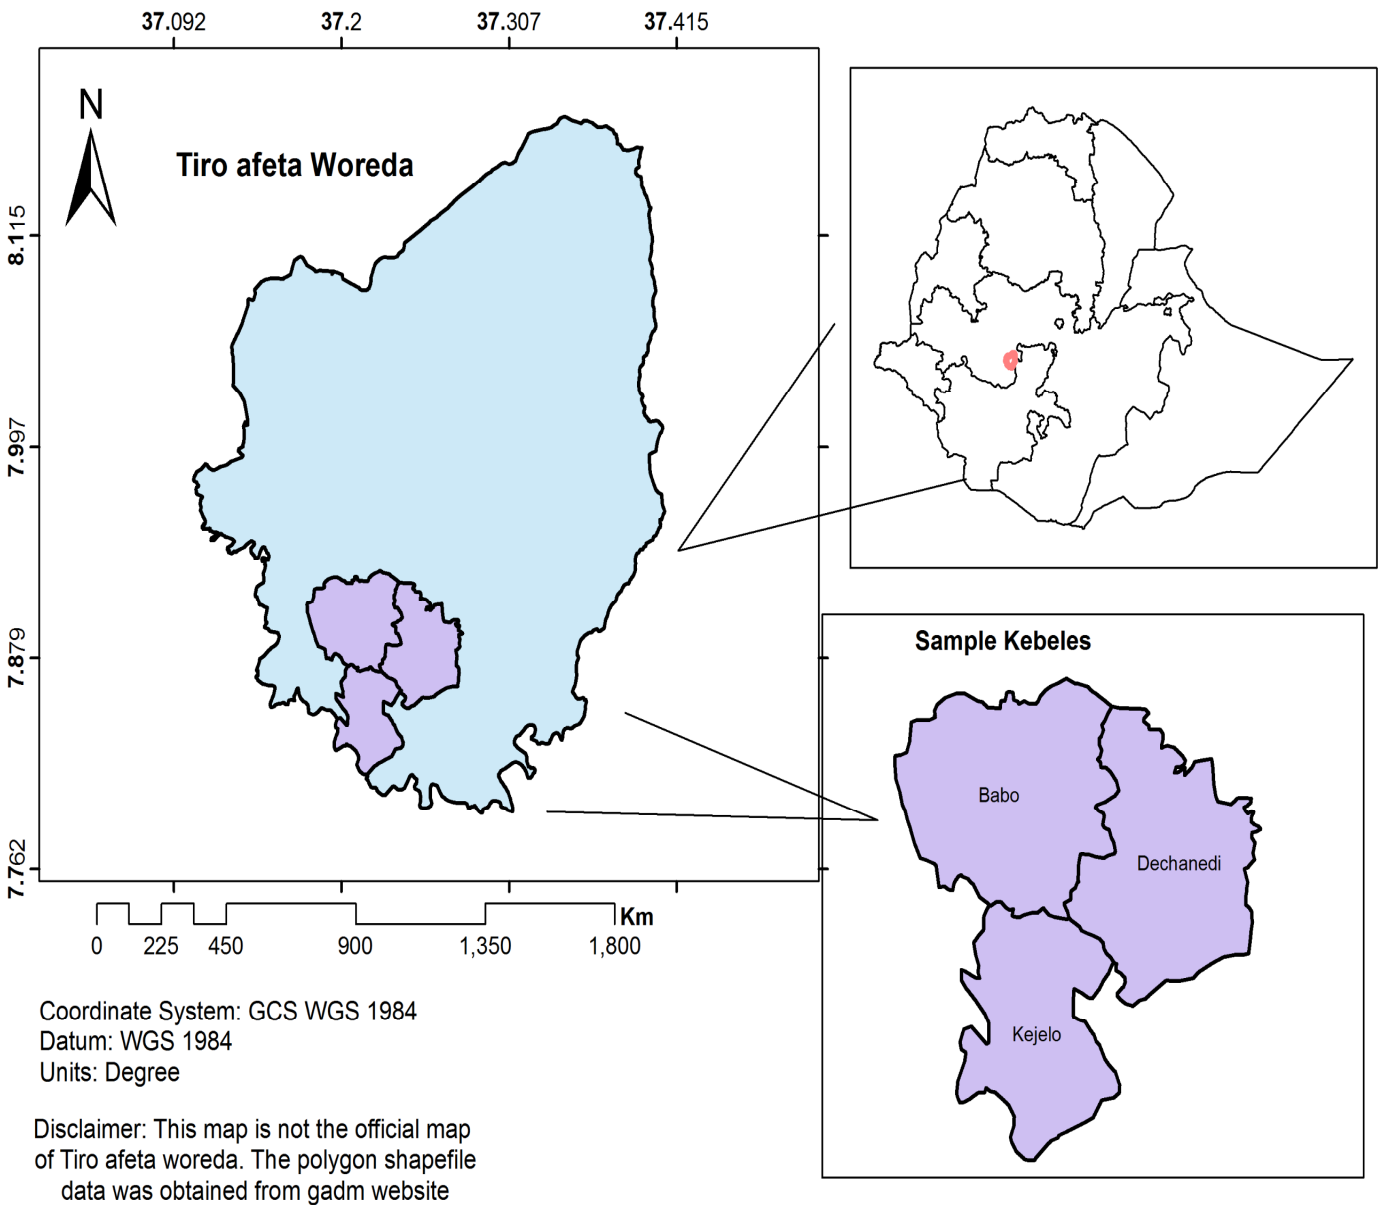 37.092 37.2 37.307 37.415
N
Tiro afeta Woreda
8.115
7.997
7.879
7.762
Sample Kebeles
Babo
Dechanedi
Kejelo
Km
0 225 450 900 1,350 1,800
Coordinate System: GCS WGS 1984
Datum: WGS 1984
Units: Degree
Disclaimer: This map is not the official map
of Tiro afeta woreda. The polygon shapefile
data was obtained from gadm website